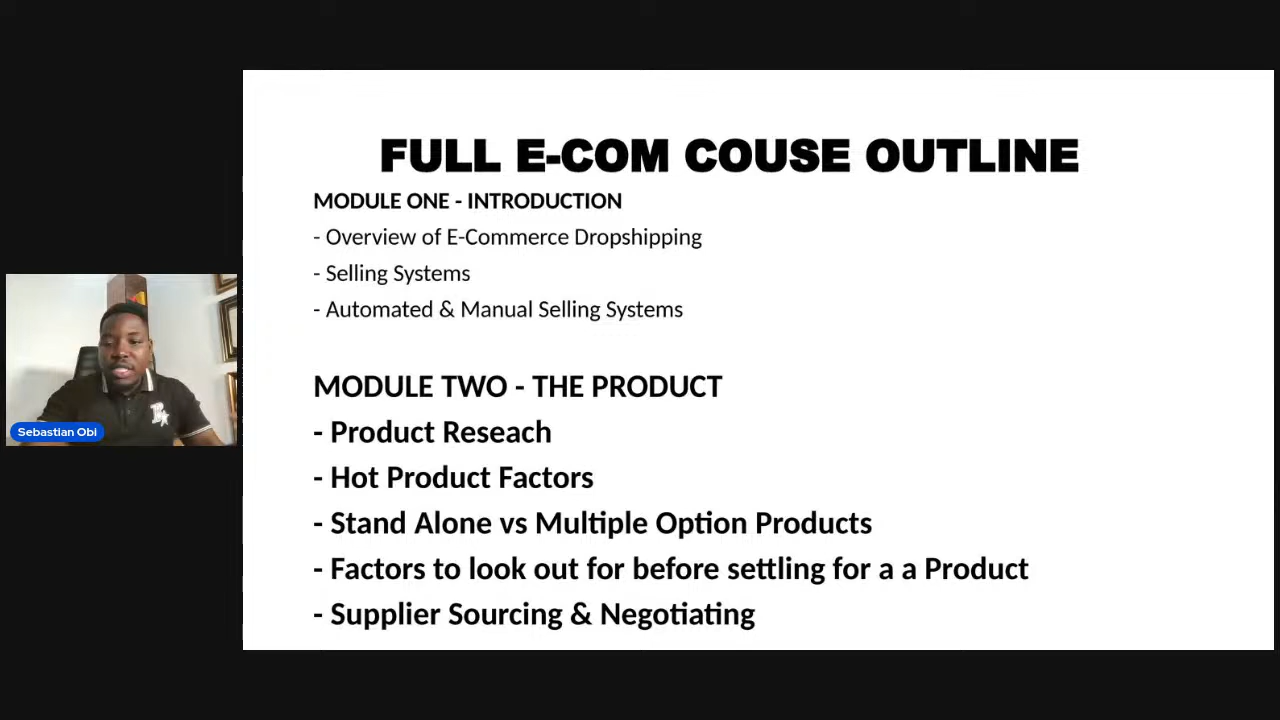 FULL E-COM COUSE OUTLINE
MODULE ONE - INTRODUCTION
- Overview of E-Commerce Dropshipping
- Selling Systems
- Automated & Manual Selling Systems
MODULE TWO - THE PRODUCT
- Product Reseach
- Hot Product Factors
- Stand Alone vs Multiple Option Products
- Factors to look out for before settling for a a Product
- Supplier Sourcing & Negotiating
Sebastian Obi